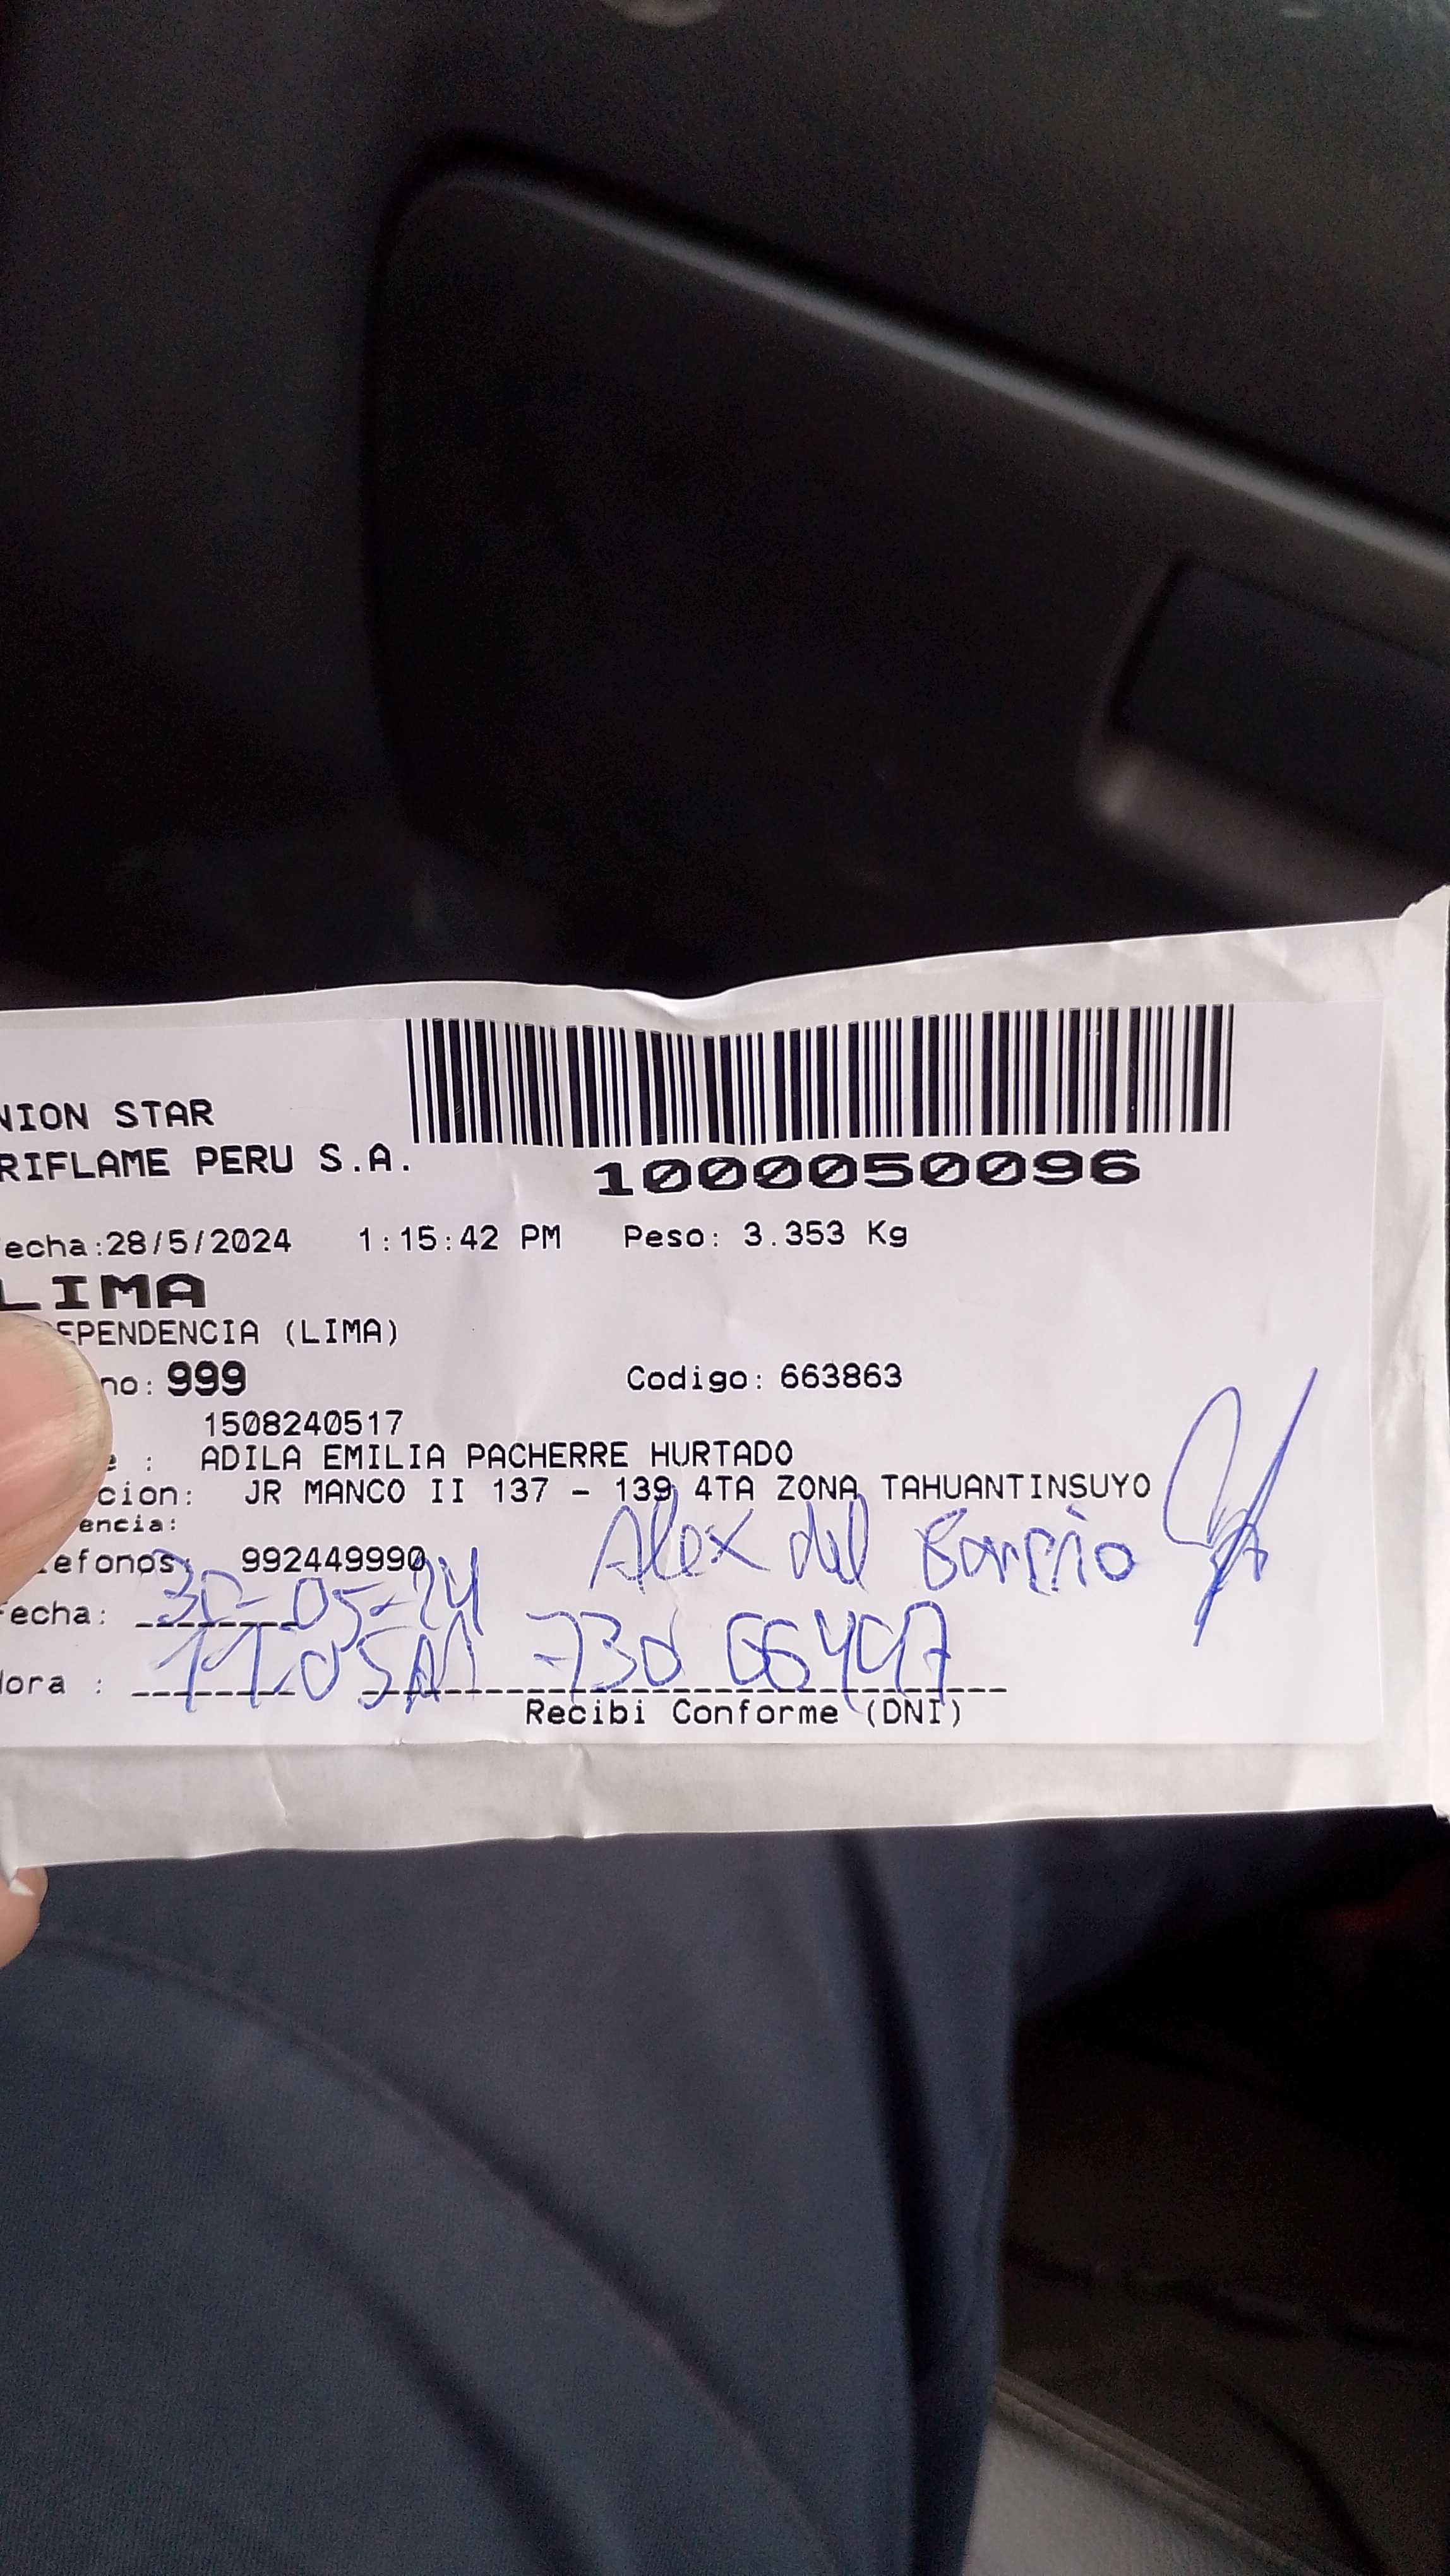 NION STAR
RIFLAME PERU S.A.
1000050096
echa:28/5/2024 1:15:42 PM Peso: 3.353 Kg
LIMA
EPENDENCIA (LIMA)
no: 999 Codigo: 663863
1508240517
e : ADILA EMILIA PACHERRE HURTADO
cion: JR MANCO II 137 - 139 4TA ZONA TAHUANTINSUYO
encia:
Alex del Barrio
efonos: 992449990
echa: 30-05-24
ora : 11:05AM
Recibi Conforme (DNI)